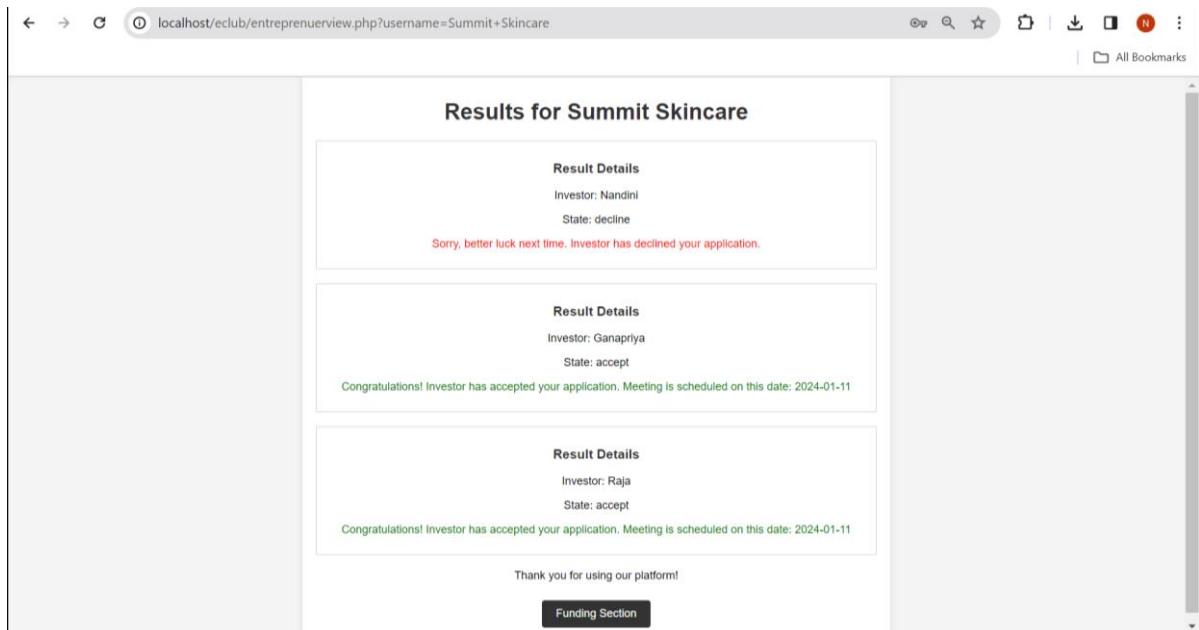 localhost/eclub/entreprenuerview.php?username=Summit+Skincare
N
All Bookmarks
Results for Summit Skincare
Result Details
Investor: Nandini
State: decline
Sorry, better luck next time. Investor has declined your application.
Result Details
Investor: Ganapriya
State: accept
Congratulations! Investor has accepted your application. Meeting is scheduled on this date: 2024-01-11
Result Details
Investor: Raja
State: accept
Congratulations! Investor has accepted your application. Meeting is scheduled on this date: 2024-01-11
Thank you for using our platform!
Funding Section